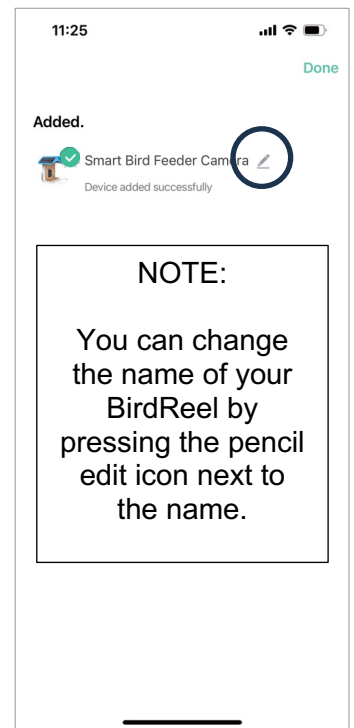 11:25
Done
Added.
Smart Bird Feeder Camera
Device added successfully
NOTE:
You can change
the name of your
BirdReel by
pressing the pencil
edit icon next to
the name.